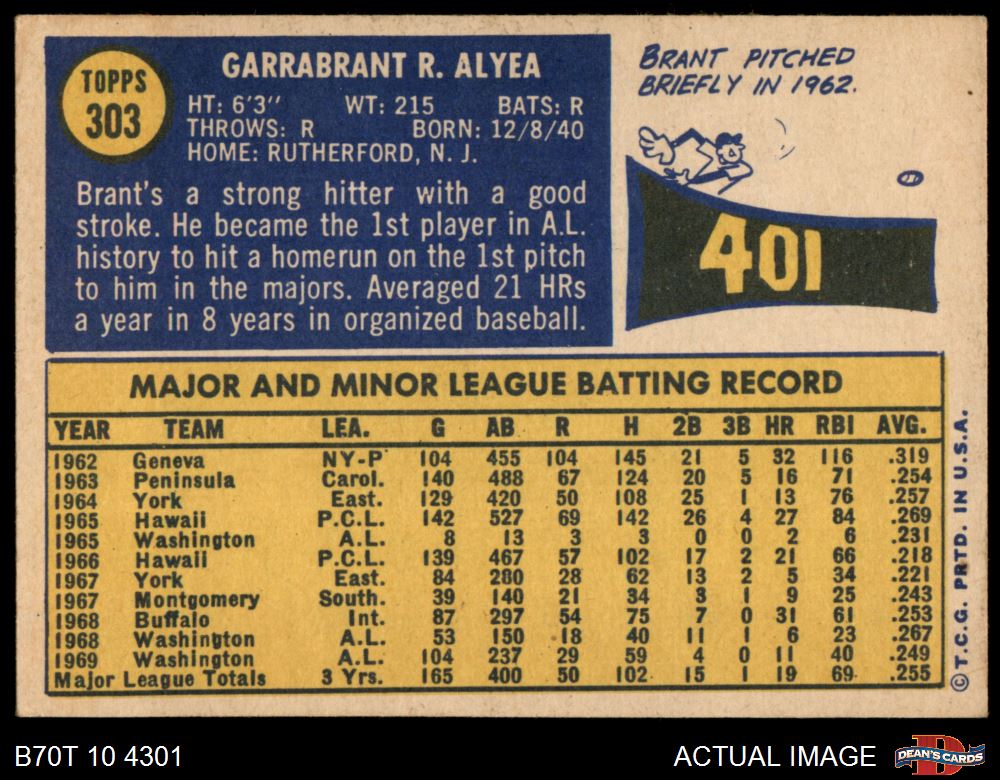 TOPPS
303
GARRABRANT R. ALYEA
HT: 6'3" WT: 215 BATS: R
THROWS: R BORN: 12/8/40
HOME: RUTHERFORD, N. J.
Brant's a strong hitter with a good
stroke. He became the 1st player in A.L.
history to hit a homerun on the 1st pitch
to him in the majors. Averaged 21 HRs
a year in 8 years in organized baseball.
BRANT PITCHED
BRIEFLY IN 1962.
401
MAJOR AND MINOR LEAGUE BATTING RECORD
YEAR TEAM LEA. G AB R H 2B 3B HR RBI AVG.
1962 Geneva NY-P 104 455 104 145 21 5 32 116 .319
1963 Peninsula Carol. 140 488 67 124 20 5 16 71 .254
1964 York East. 129 420 50 108 25 1 13 76 .257
1965 Hawaii P.C.L. 142 527 69 142 26 4 27 84 .269
1965 Washington A.L. 8 13 3 3 0 0 2 6 .231
1966 Hawaii P.C.L. 139 467 57 102 17 2 21 66 .218
1967 York East. 84 280 28 62 13 2 5 34 .221
1967 Montgomery South. 39 140 21 34 3 1 9 25 .243
1968 Buffalo Int. 87 297 54 75 7 0 31 61 .253
1968 Washington A.L. 53 150 18 40 11 1 6 23 .267
1969 Washington A.L. 104 237 29 59 4 0 11 40 .249
Major League Totals 3 Yrs. 165 400 50 102 15 1 19 69 .255
© T.C.G. PRTD. IN U.S.A.
B70T 10 4301
ACTUAL IMAGE
DEAN'S CARDS